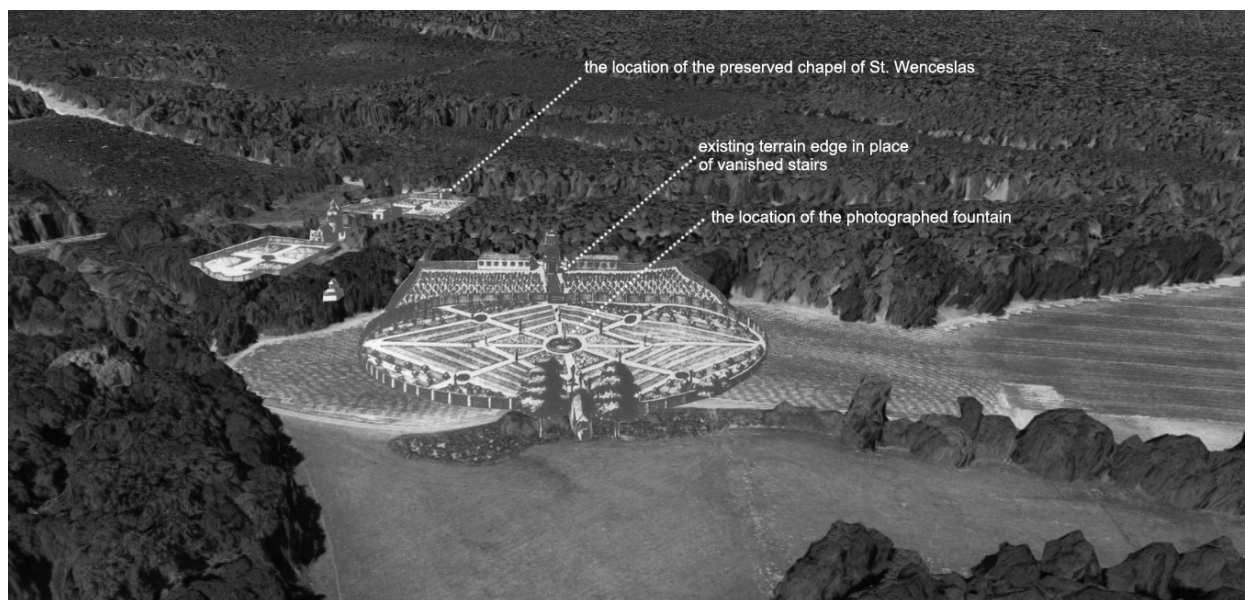 the location of the preserved chapel of St. Wenceslas
existing terrain edge in place
of vanished stairs
the location of the photographed fountain